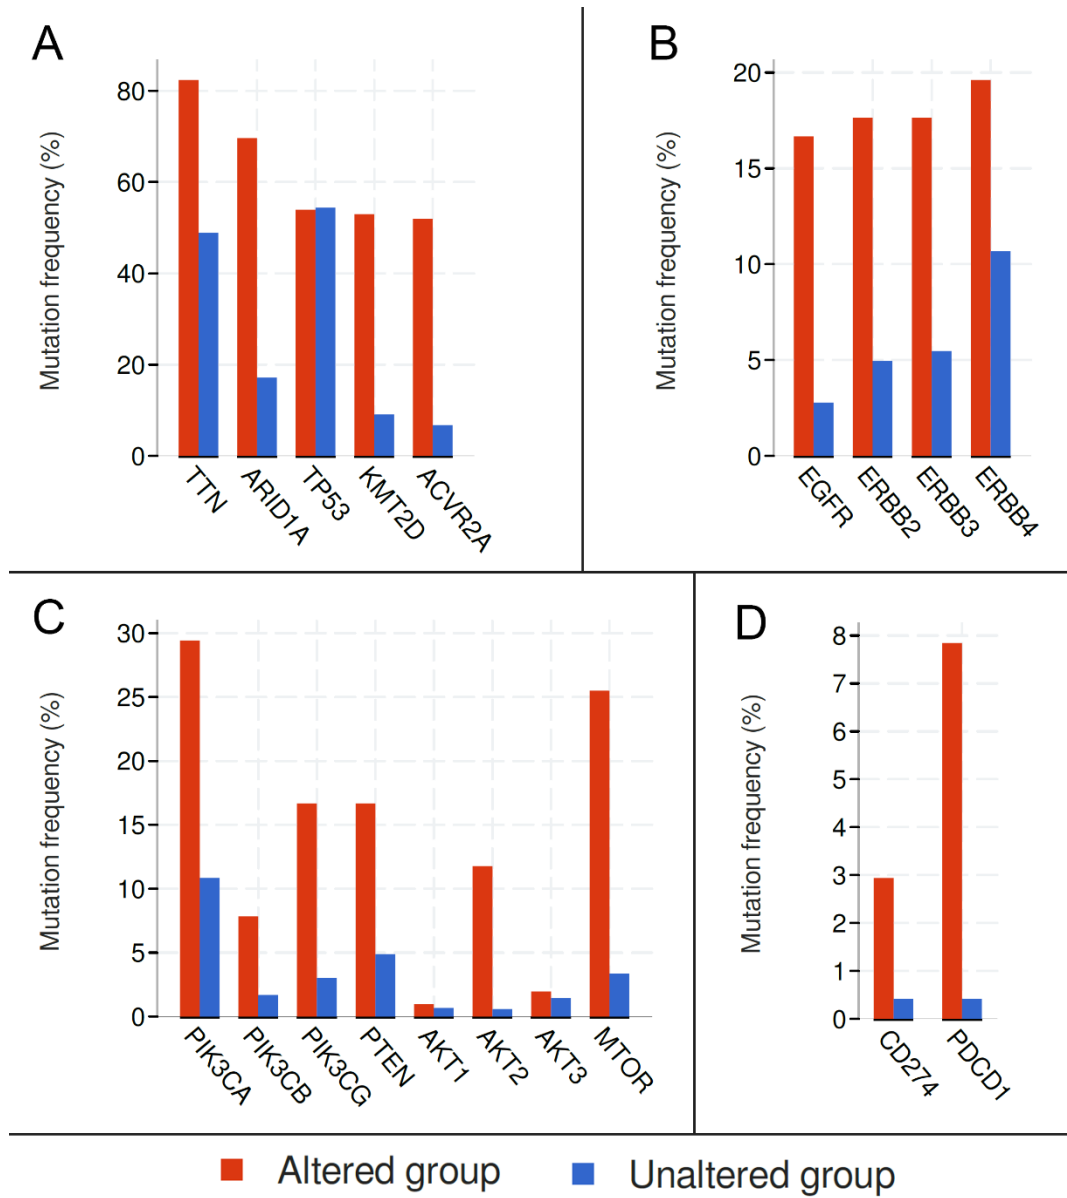 A
Mutation frequency (%)
80
60
40
20
0
TTN
ARID1A
TP53
KMT2D
ACVR2A
B
Mutation frequency (%)
20
15
10
5
0
EGFR
ERBB2
ERBB3
ERBB4
C
Mutation frequency (%)
30
25
20
15
10
5
0
PIK3CA
PIK3CB
PIK3CG
PTEN
AKT1
AKT2
AKT3
MTOR
D
Mutation frequency (%)
8
7
6
5
4
3
2
1
0
CD274
PDCD1
Altered group
Unaltered group